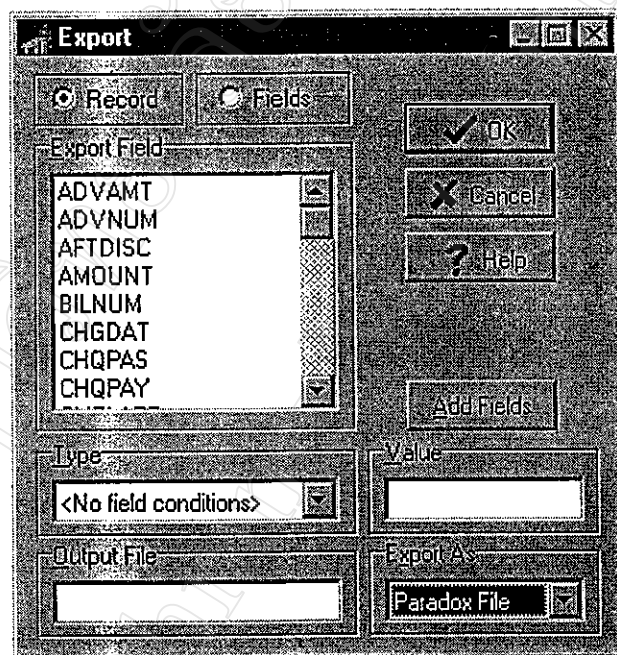 Export
Record
Fields
OK
Export Field
ADVAMT
ADVNUM
AFTDISC
AMOUNT
BILNUM
CHGDAT
CHQPAS
CHQPAY
Cancel
Help
Add Fields
Type
<No field conditions>
Value
Output File
Export As
Paradox File